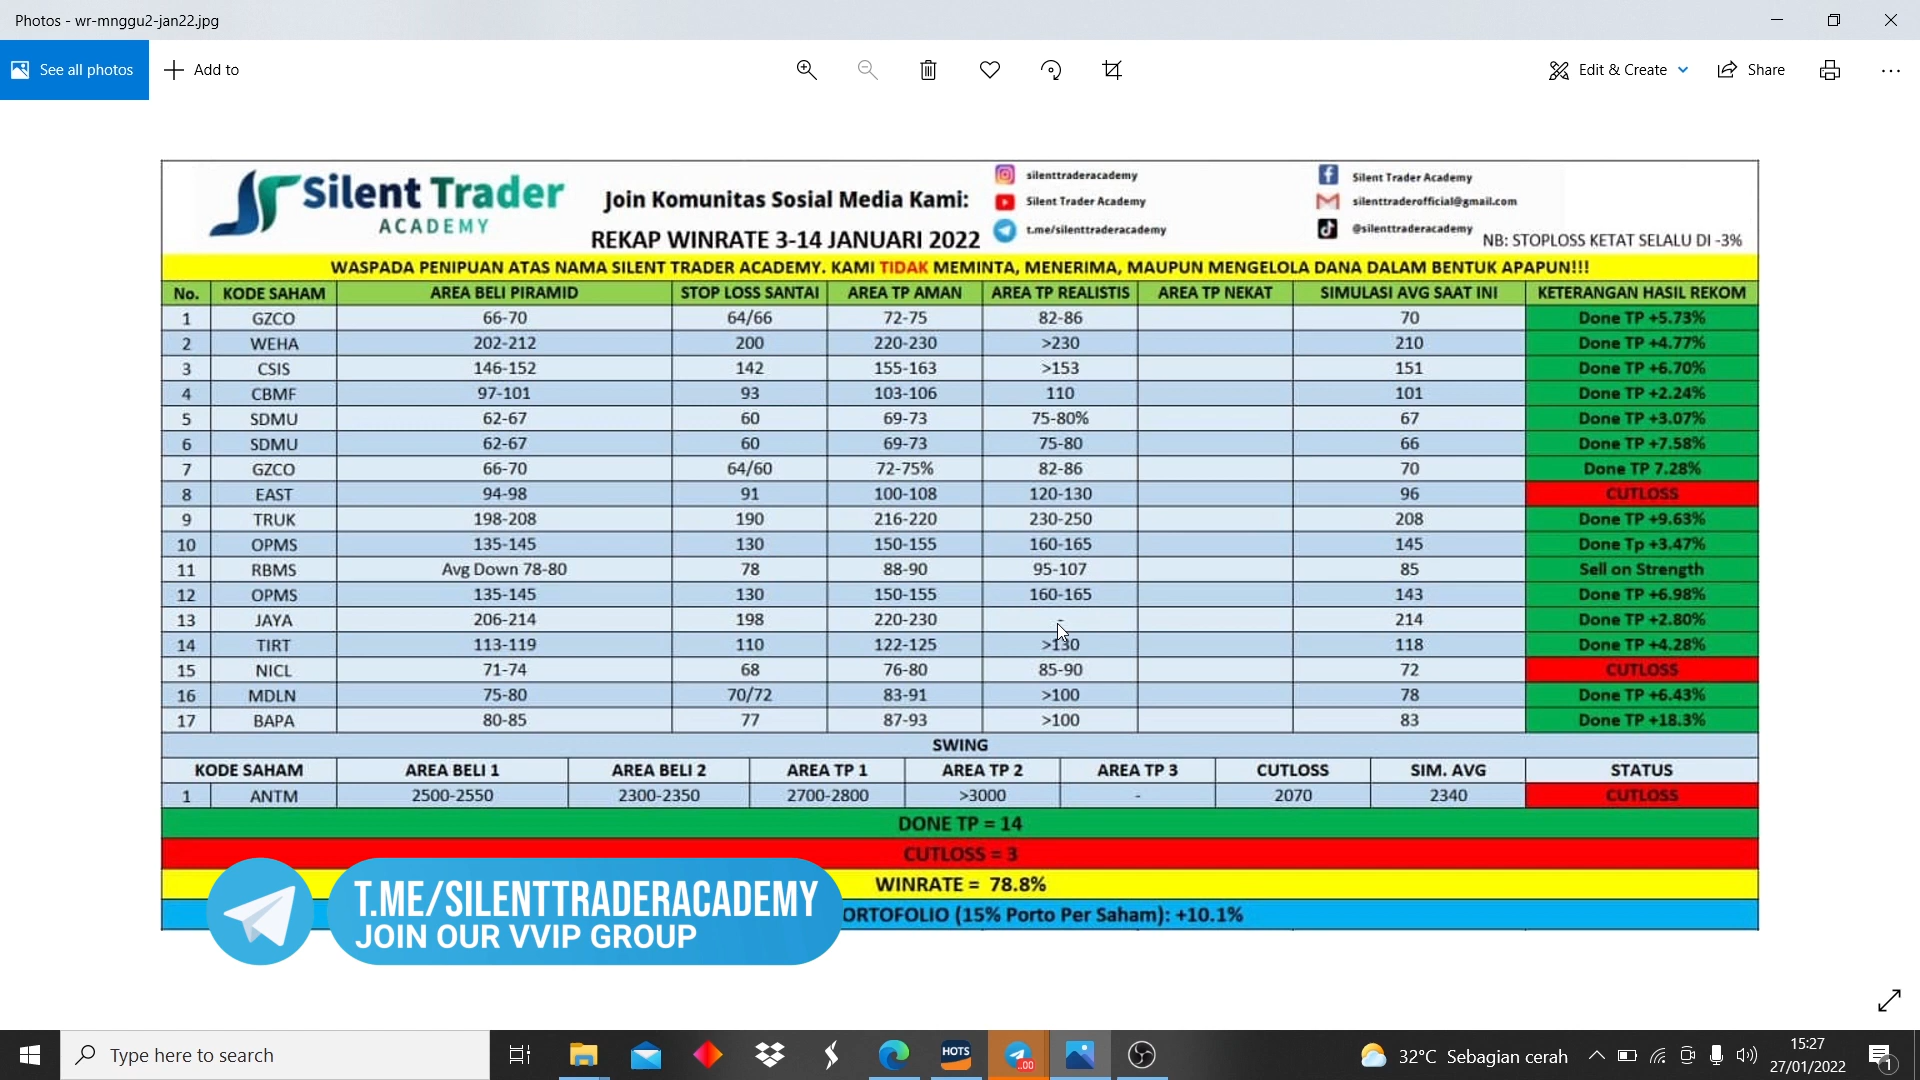 Photos - wr-mnggu2-jan22.jpg
See all photos
Add to
Edit & Create
Share
Silent Trader
ACADEMY
Join Komunitas Sosial Media Kami:
REKAP WINRATE 3-14 JANUARI 2022
silenttraderacademy
Silent Trader Academy
t.me/silenttraderacademy
Silent Trader Academy
silenttraderofficial@gmail.com
@silenttraderacademy
NB: STOPLOSS KETAT SELALU DI -3%
WASPADA PENIPUAN ATAS NAMA SILENT TRADER ACADEMY. KAMI TIDAK MEMINTA, MENERIMA, MAUPUN MENGELOLA DANA DALAM BENTUK APAPUN!!!
No. KODE SAHAM AREA BELI PIRAMID STOP LOSS SANTAI AREA TP AMAN AREA TP REALISTIS AREA TP NEKAT SIMULASI AVG SAAT INI KETERANGAN HASIL REKOM
1 GZCO 66-70 64/66 72-75 82-86 70 Done TP +5.73%
2 WEHA 202-212 200 220-230 >230 210 Done TP +4.77%
3 CSIS 146-152 142 155-163 >153 151 Done TP +6.70%
4 CBMF 97-101 93 103-106 110 101 Done TP +2.24%
5 SDMU 62-67 60 69-73 75-80% 67 Done TP +3.07%
6 SDMU 62-67 60 69-73 75-80 66 Done TP +7.58%
7 GZCO 66-70 64/60 72-75% 82-86 70 Done TP 7.28%
8 EAST 94-98 91 100-108 120-130 96 CUTLOSS
9 TRUK 198-208 190 216-220 230-250 208 Done TP +9.63%
10 OPMS 135-145 130 150-155 160-165 145 Done Tp +3.47%
11 RBMS Avg Down 78-80 78 88-90 95-107 85 Sell on Strength
12 OPMS 135-145 130 150-155 160-165 143 Done TP +6.98%
13 JAYA 206-214 198 220-230 - 214 Done TP +2.80%
14 TIRT 113-119 110 122-125 >130 118 Done TP +4.28%
15 NICL 71-74 68 76-80 85-90 72 CUTLOSS
16 MDLN 75-80 70/72 83-91 >100 78 Done TP +6.43%
17 BAPA 80-85 77 87-93 >100 83 Done TP +18.3%
SWING
KODE SAHAM AREA BELI 1 AREA BELI 2 AREA TP 1 AREA TP 2 AREA TP 3 CUTLOSS SIM. AVG STATUS
1 ANTM 2500-2550 2300-2350 2700-2800 >3000 - 2070 2340 CUTLOSS
DONE TP = 14
CUTLOSS = 3
WINRATE = 78.8%
ORTOFOLIO (15% Porto Per Saham): +10.1%
T.ME/SILENTTRADERACADEMY
JOIN OUR VVIP GROUP
Type here to search
HOTS
.00
32°C Sebagian cerah
15:27
27/01/2022
1